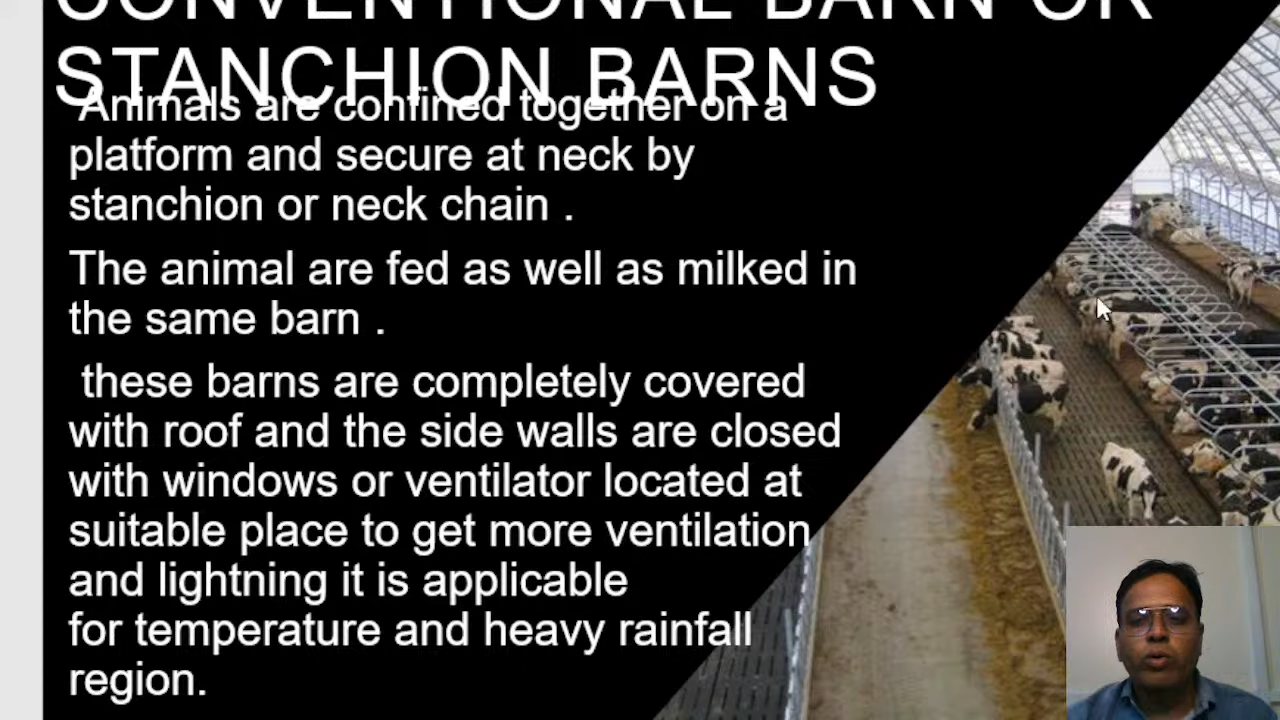 CONVENTIONAL BARN OR
STANCHION BARNS
Animals are confined together on a
platform and secure at neck by
stanchion or neck chain .
The animal are fed as well as milked in
the same barn .
these barns are completely covered
with roof and the side walls are closed
with windows or ventilator located at
suitable place to get more ventilation
and lightning it is applicable
for temperature and heavy rainfall
region.